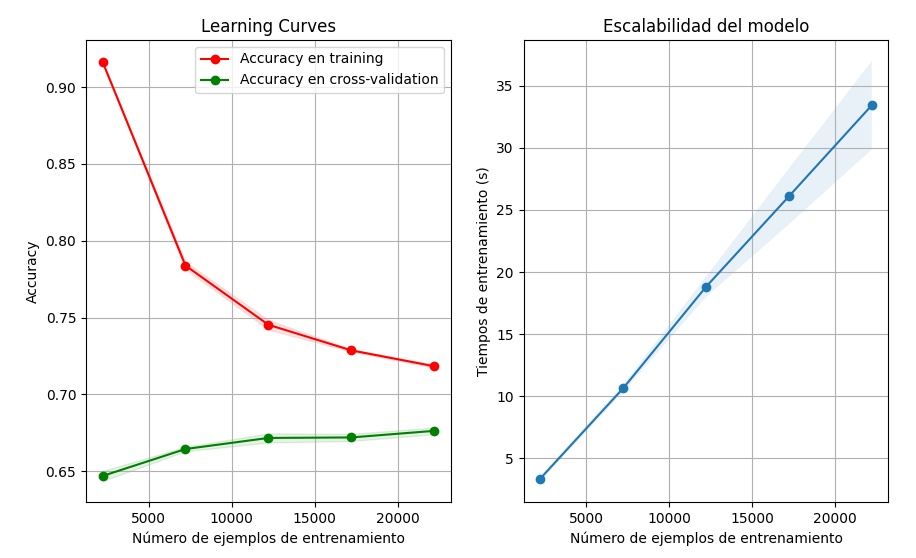 Learning Curves
Accuracy en training
Accuracy en cross-validation
0.90
0.85
0.80
0.75
0.70
0.65
Accuracy
5000
10000
15000
20000
Número de ejemplos de entrenamiento
Escalabilidad del modelo
35
30
25
20
15
10
5
Tiempos de entrenamiento (s)
5000
10000
15000
20000
Número de ejemplos de entrenamiento